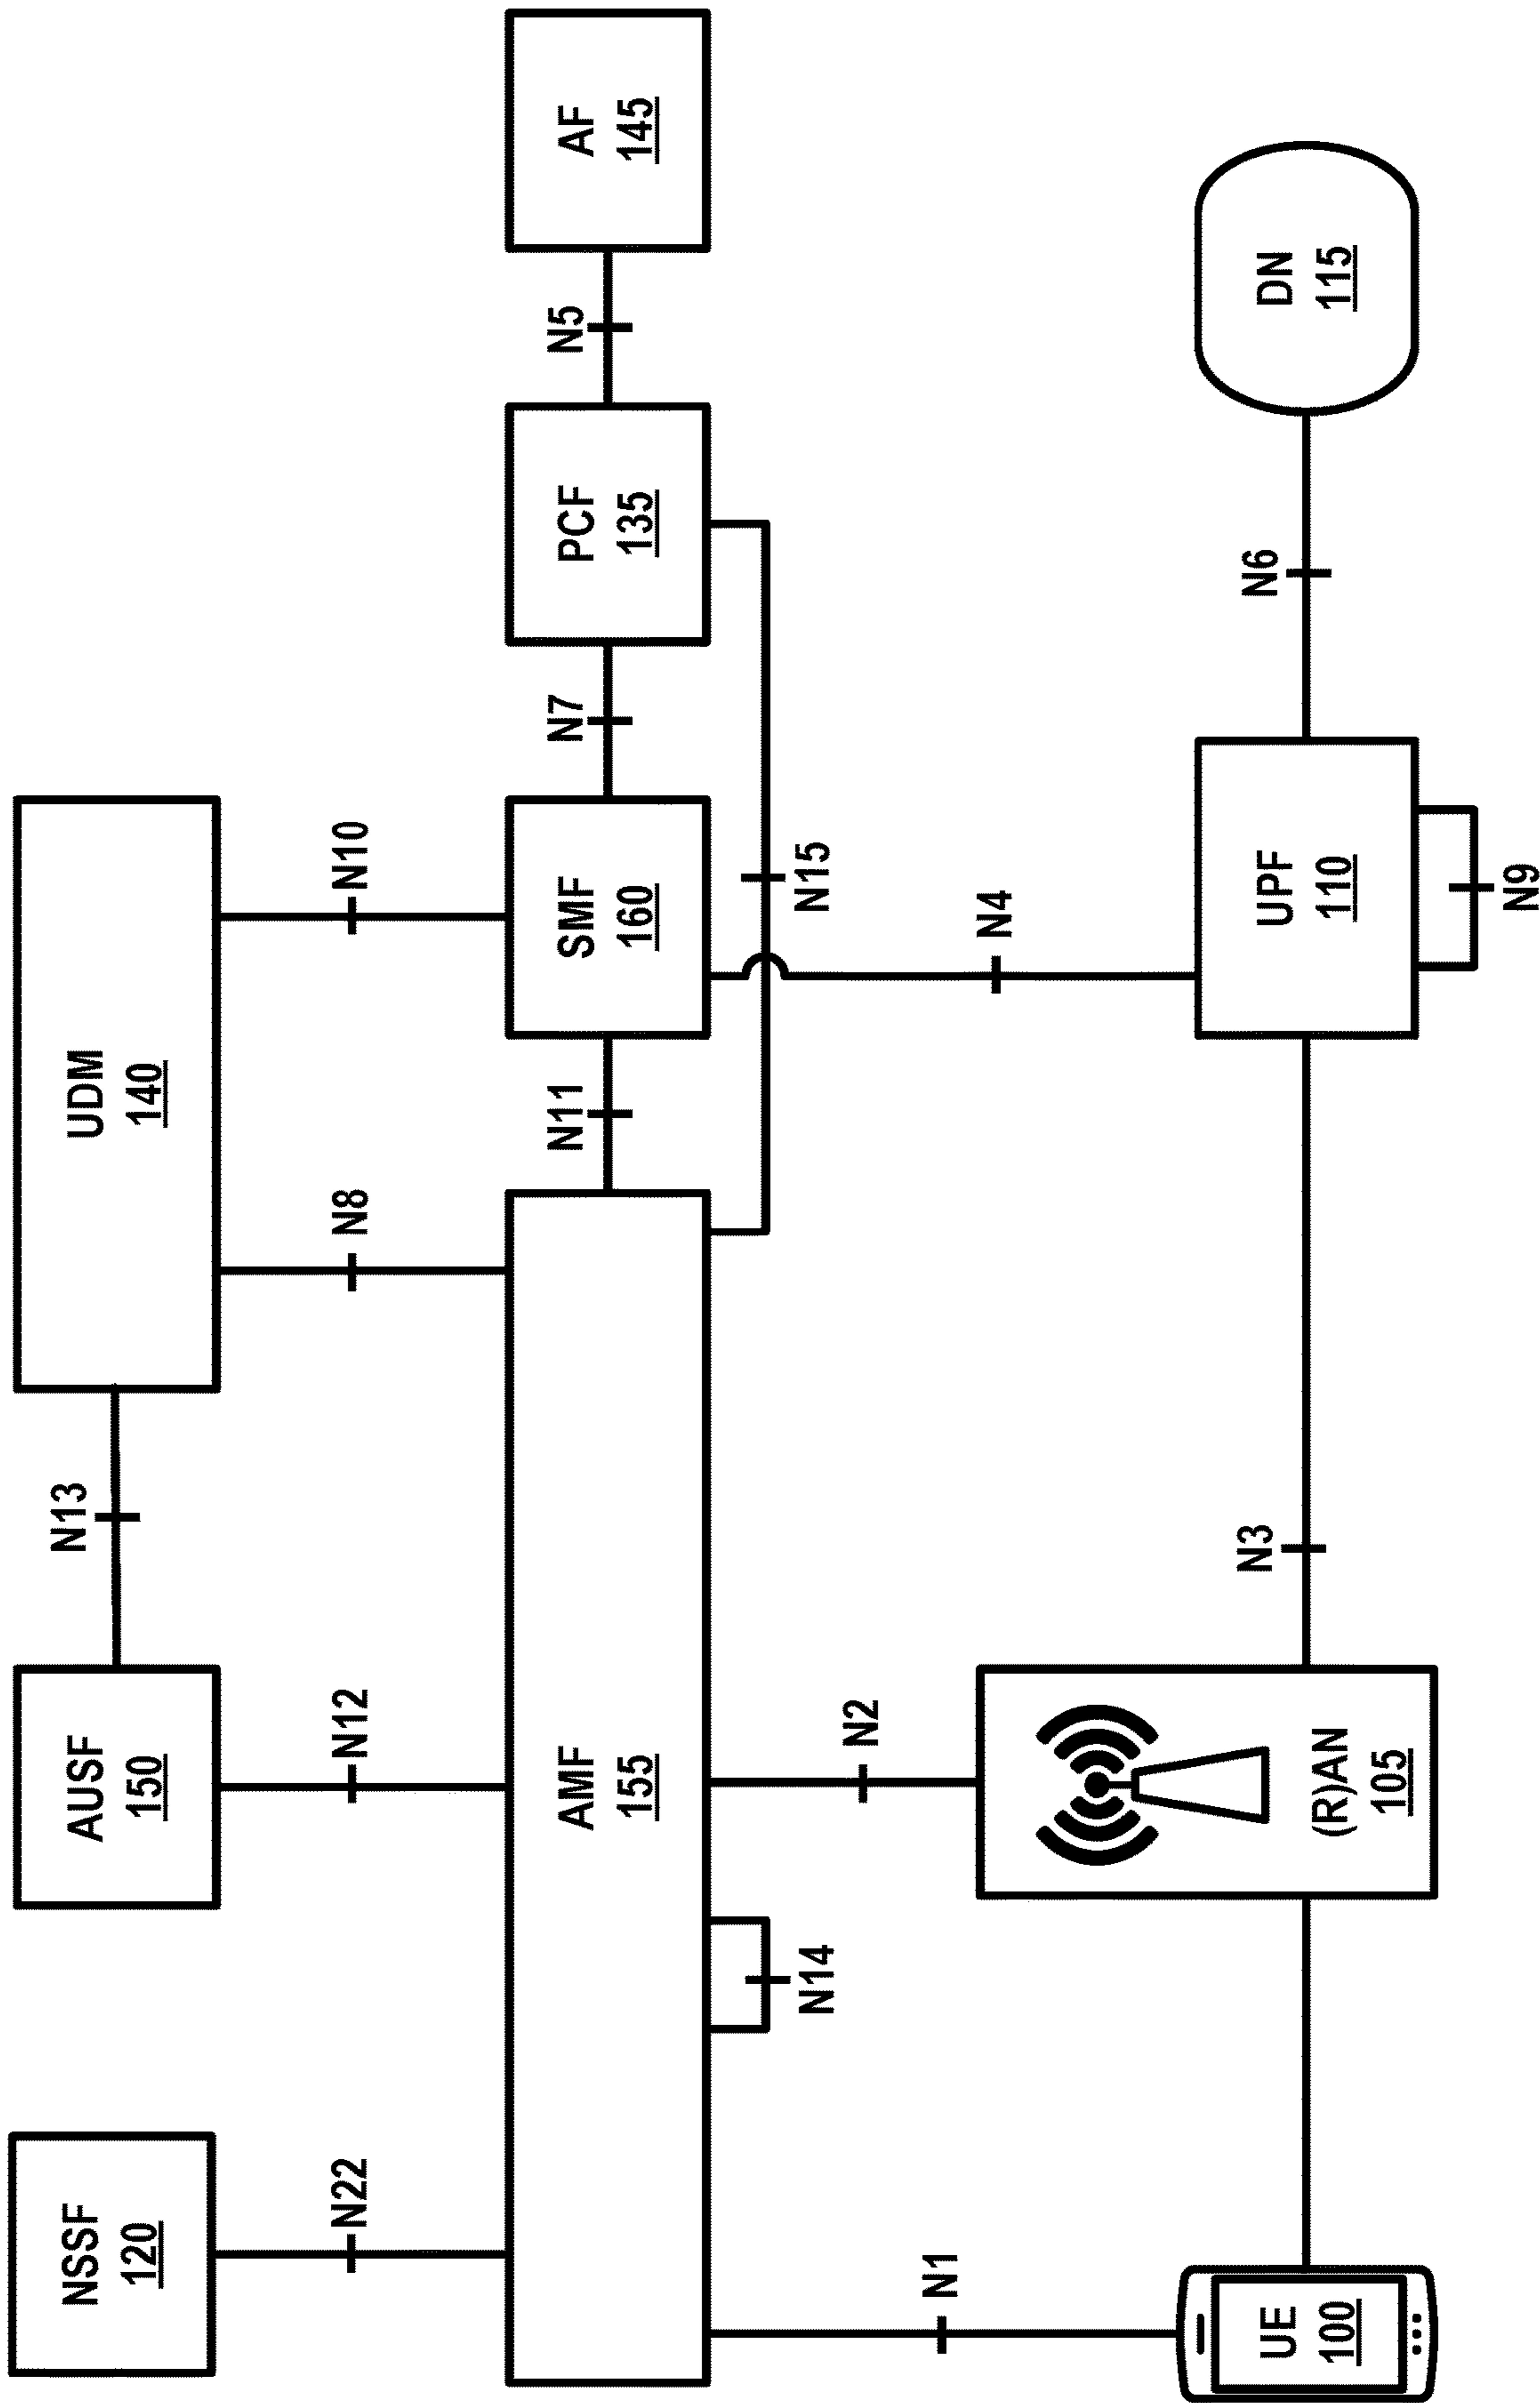 NSSF
120
AUSF
150
N13
UDM
140
N22
N12
N8
N10
AMF
155
N11
SMF
160
N7
PCF
135
N5
AF
145
N14
N15
N1
N2
N4
UE
100
(R)AN
105
N3
UPF
110
N6
DN
115
N9